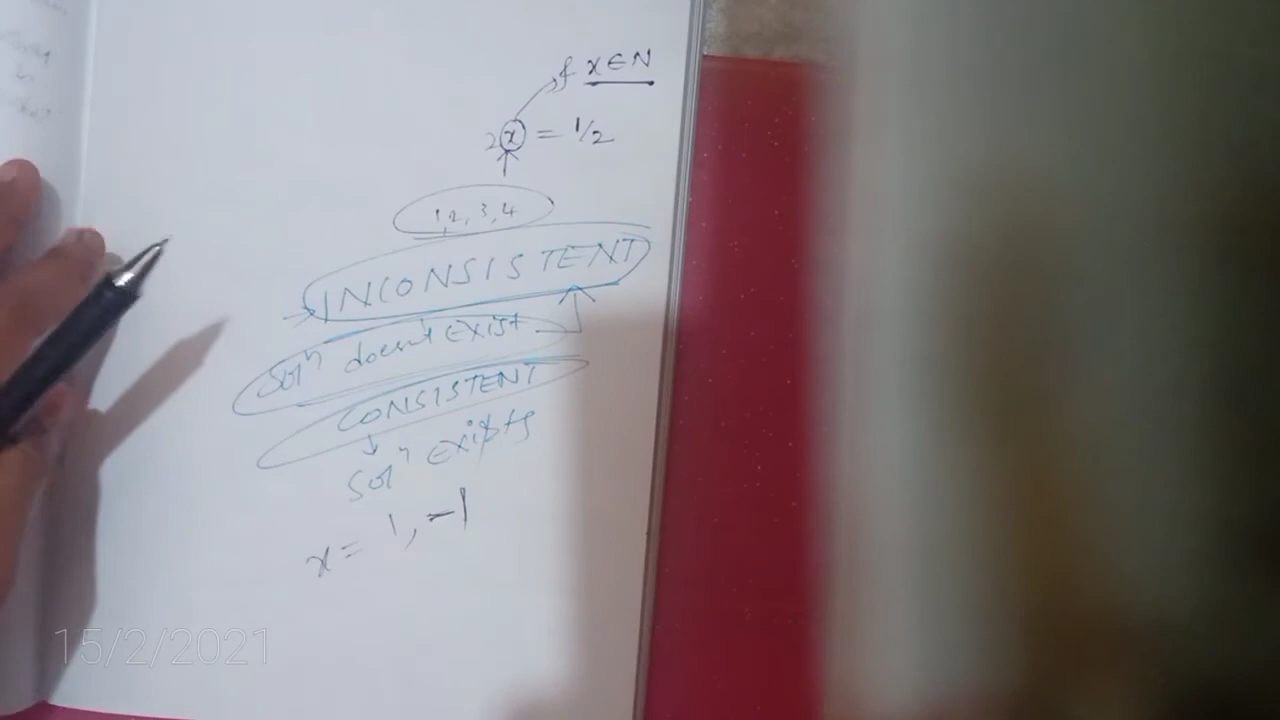 if x ∈ N
2x = 1/2
1, 2, 3, 4
INCONSISTENT
Solⁿ doesn't exist
CONSISTENT
Solⁿ exists
x = 1, -1
15/2/2021